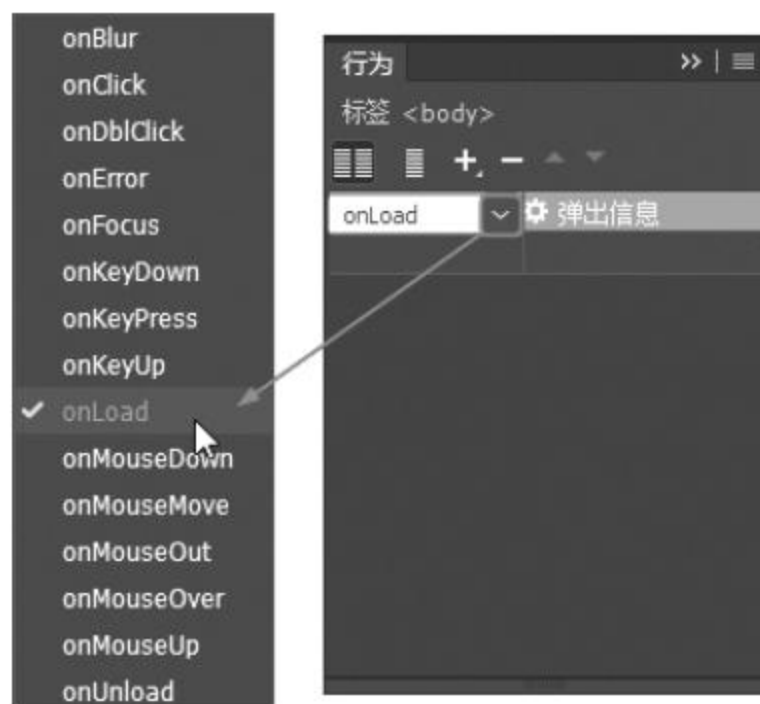 onBlur
onClick
onDblClick
onError
onFocus
onKeyDown
onKeyPress
onKeyUp
onLoad
onMouseDown
onMouseMove
onMouseOut
onMouseOver
onMouseUp
onUnload
行为
标签 <body>
onLoad 弹出信息